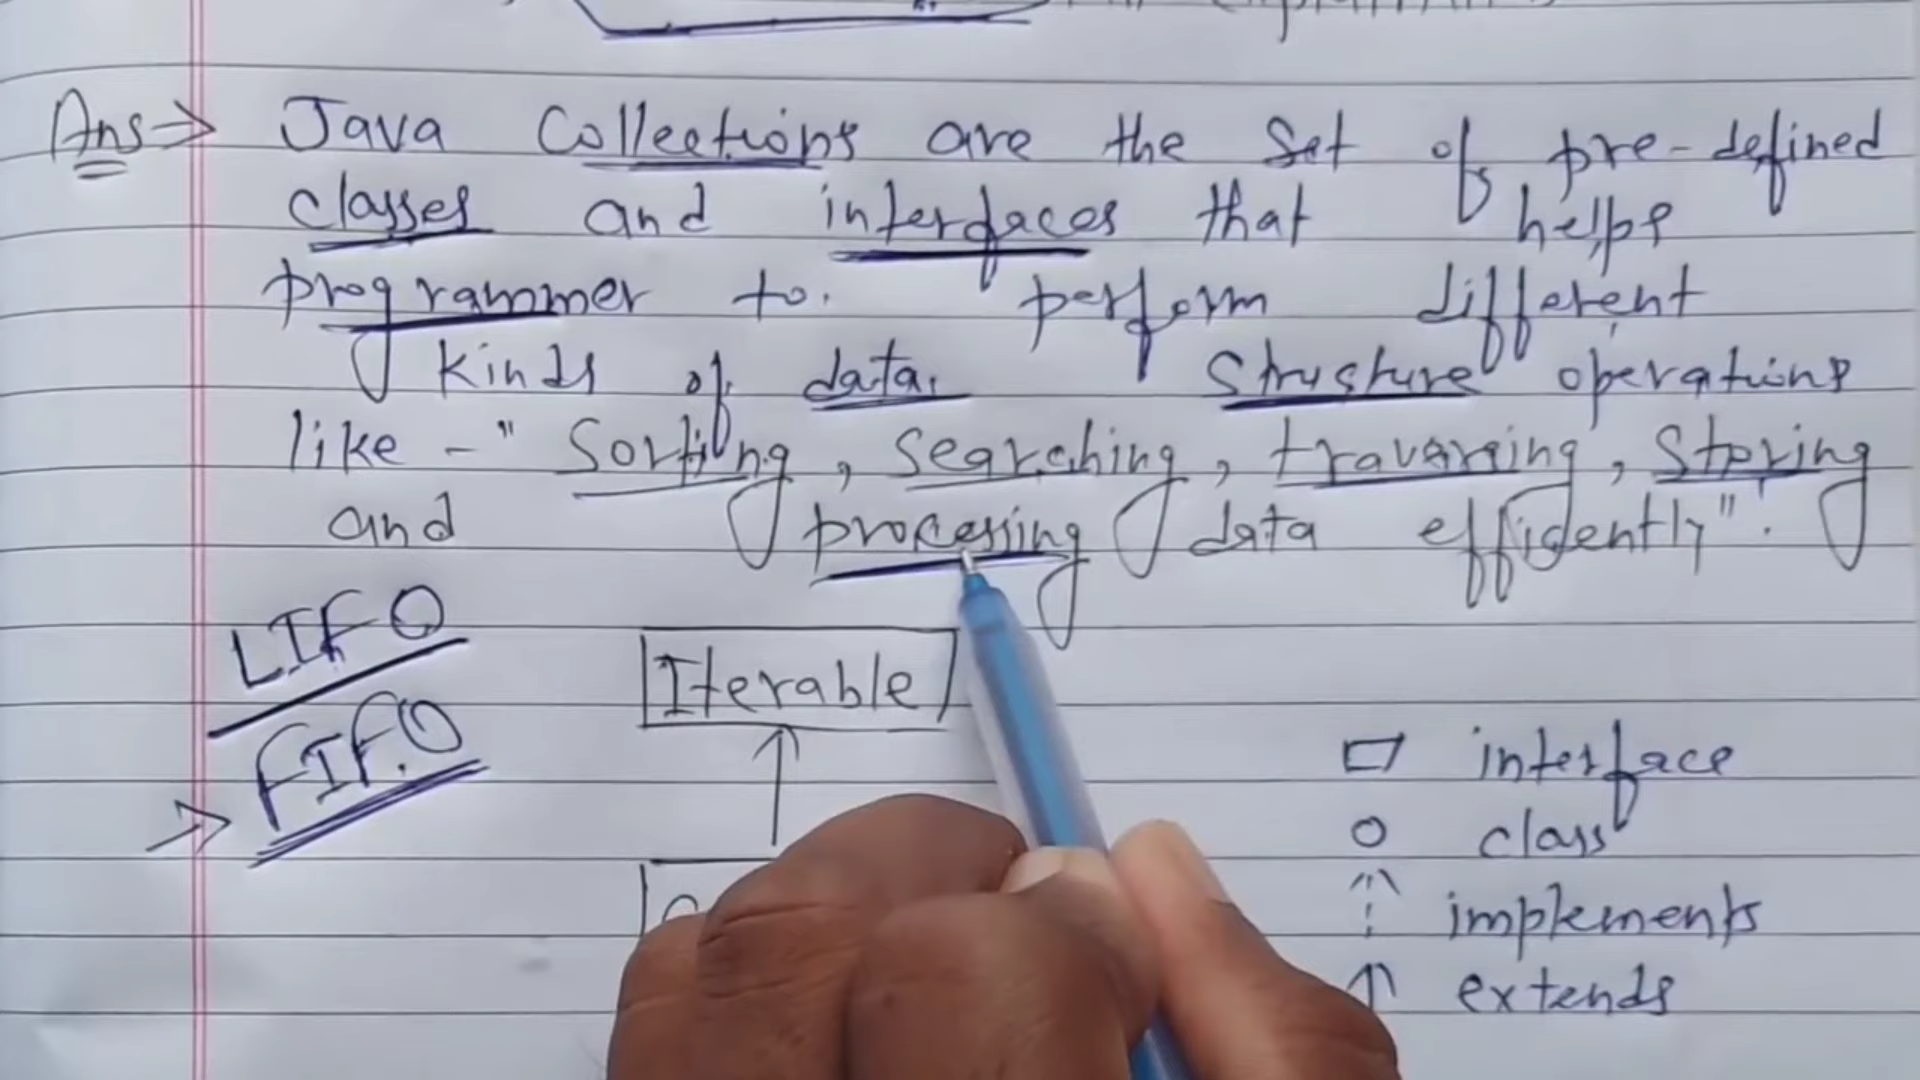 Ans⇒ Java Collections are the Set of pre-defined
classes and interfaces that helps
programmer to perform different
kinds of data structure operations
like - " Sorting, Searching, travarsing, Storing
and processing data efficiently".
LIFO
FIFO
Iterable
interface
class
implements
extends